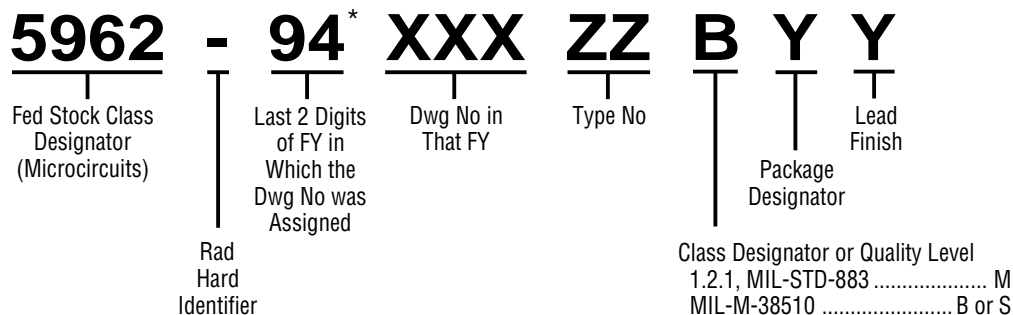 5962 - 94* XXX ZZ B Y Y
Fed Stock Class
Designator
(Microcircuits)
Rad
Hard
Identifier
Last 2 Digits
of FY in
Which the
Dwg No was
Assigned
Dwg No in
That FY
Type No
Class Designator or Quality Level
1.2.1, MIL-STD-883 ................... M
MIL-M-38510 ...................... B or S
Package
Designator
Lead
Finish